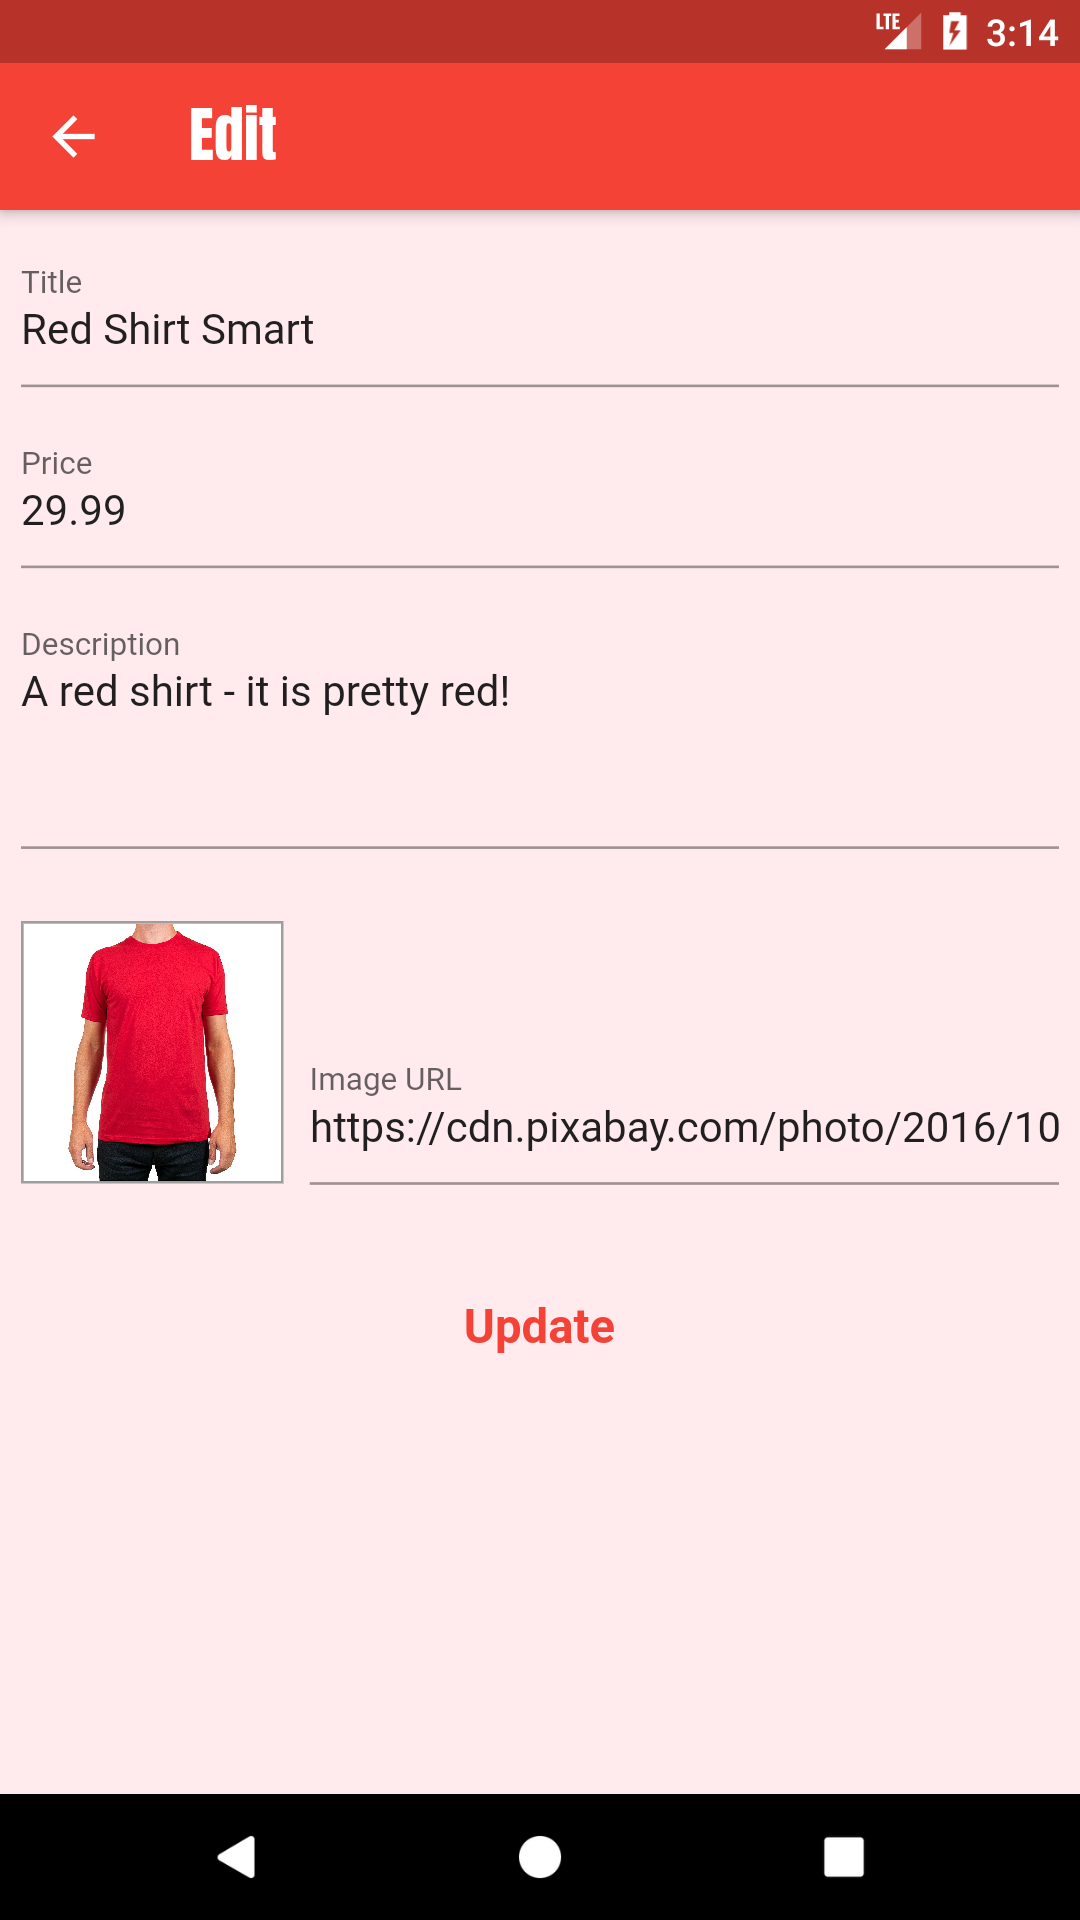 LTE 3:14
Edit
Title
Red Shirt Smart
Price
29.99
Description
A red shirt - it is pretty red!
Image URL
https://cdn.pixabay.com/photo/2016/10
Update